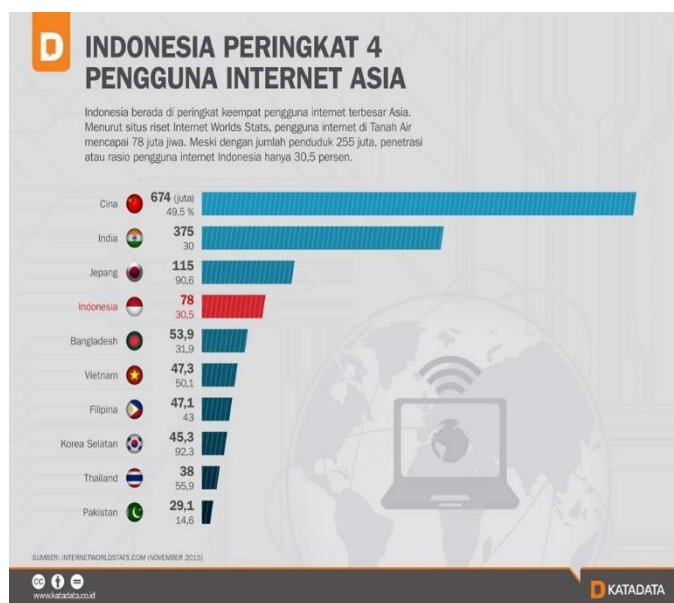 D
INDONESIA PERINGKAT 4
PENGGUNA INTERNET ASIA
Indonesia berada di peringkat keempat pengguna internet terbesar Asia.
Menurut situs riset Internet Worlds Stats, pengguna internet di Tanah Air
mencapai 78 juta jiwa. Meski dengan jumlah penduduk 255 juta, penetrasi
atau rasio pengguna internet Indonesia hanya 30,5 persen.
Cina 674 (juta)
49,5 %
India 375
30
Jepang 115
90,6
Indonesia 78
30,5
Bangladesh 53,9
31,9
Vietnam 47,3
50,1
Filipina 47,1
43
Korea Selatan 45,3
92,3
Thailand 38
55,9
Pakistan 29,1
14,6
SUMBER: INTERNETWORLDSTATS.COM (NOVEMBER 2015)
cc
www.katadata.co.id
D KATADATA